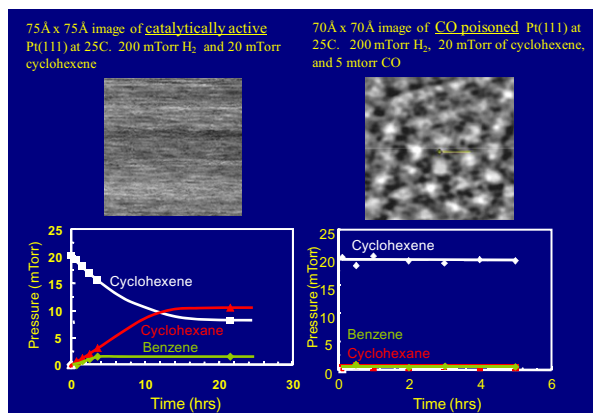 75Å x 75Å image of catalytically active
Pt(111) at 25C. 200 mTorr H₂ and 20 mTorr
cyclohexene
70Å x 70Å image of CO poisoned Pt(111) at
25C. 200 mTorr H₂, 20 mTorr of cyclohexene,
and 5 mtorr CO
Pressure (mTorr)
25
20
15
10
5
0
Cyclohexene
Cyclohexane
Benzene
0 10 20 30
Time (hrs)
Pressure (mTorr)
25
20
15
10
5
0
Cyclohexene
Benzene
Cyclohexane
0 2 4 6
Time (hrs)